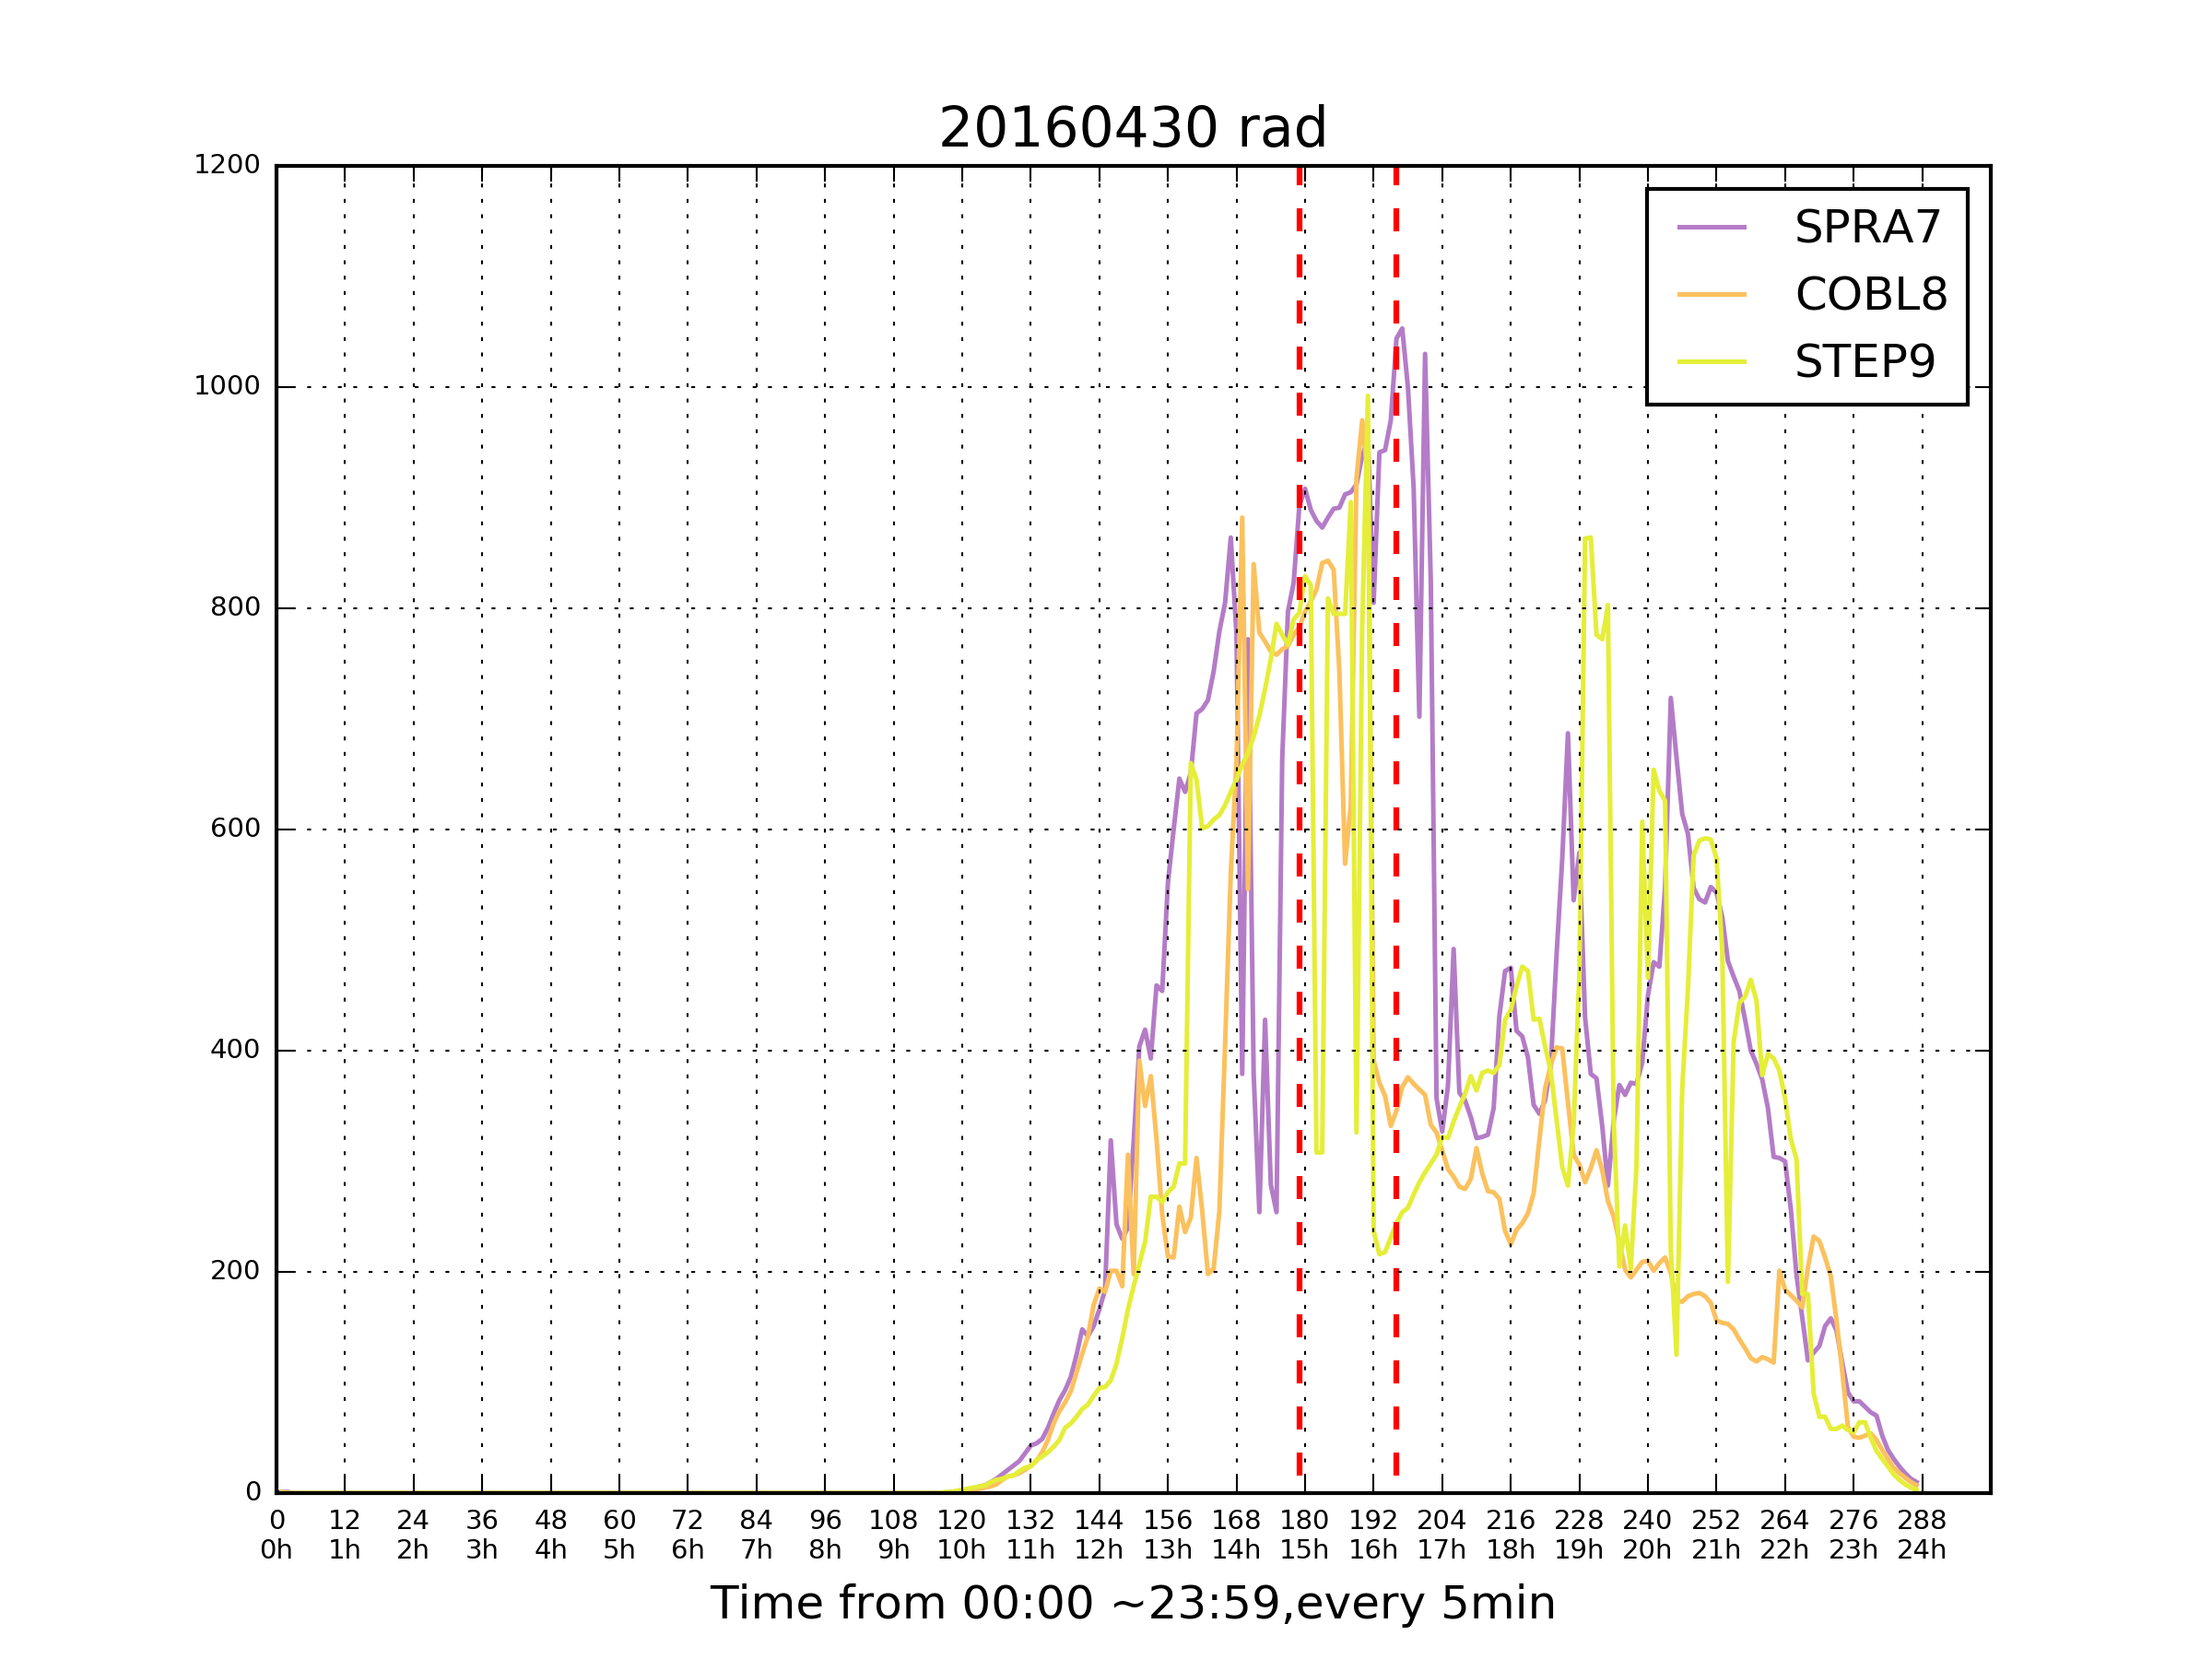 20160430 rad
1200
1000
800
600
400
200
0
SPRA7
COBL8
STEP9
0 12 24 36 48 60 72 84 96 108 120 132 144 156 168 180 192 204 216 228 240 252 264 276 288
0h 1h 2h 3h 4h 5h 6h 7h 8h 9h 10h 11h 12h 13h 14h 15h 16h 17h 18h 19h 20h 21h 22h 23h 24h
Time from 00:00 ~23:59,every 5min